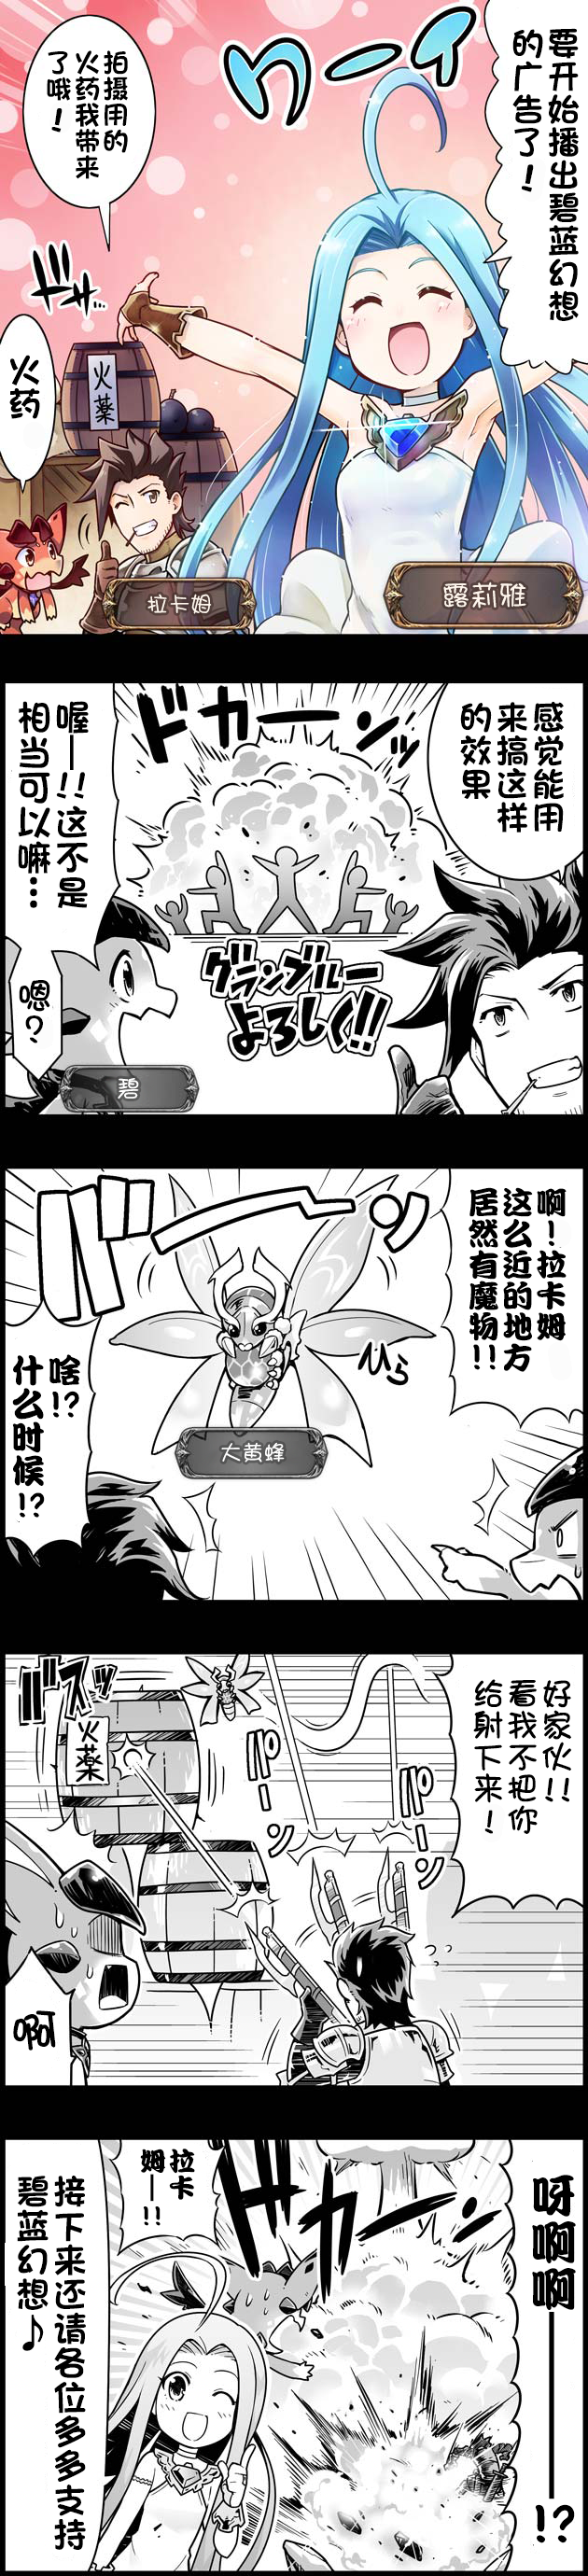 要开始播出碧蓝幻想
的广告了！
ワーイ
拍摄用的
火药我带来
了哦！
ドサ…
火药
火薬
拉卡姆
露莉雅
感觉能用
来搞这样
的效果
ドカーン
グランブルー
よろしく!!
喔—!!这不是
相当可以嘛…
嗯？
碧
啊！拉卡姆
这么近的地方
居然有魔物!!
バーーン
ひら
大黄蜂
啥!?
什么时候!?
好家伙!!
看我不把你
给射下来！
パーン
パーン
ドスッ
火薬
啊
呀啊啊——!?
ドカーン
拉卡
姆—!!
接下来还请各位多多支持
碧蓝幻想♪